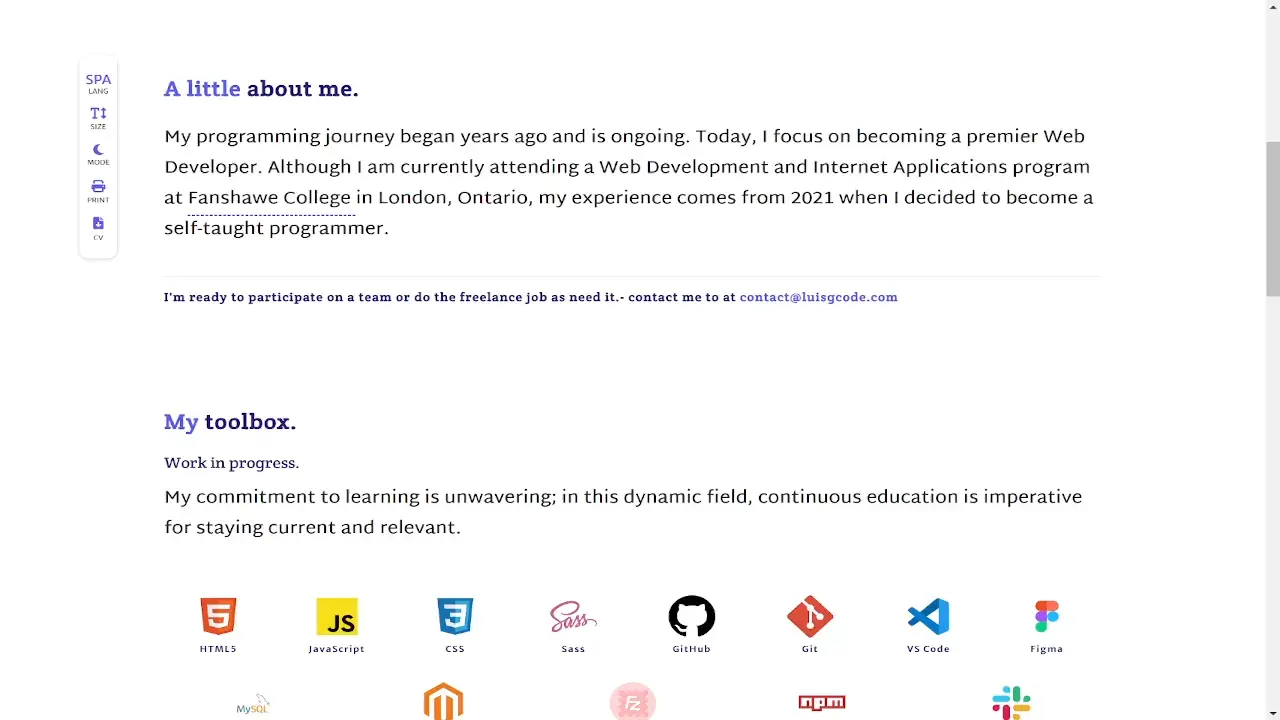 SPA
LANG
SIZE
MODE
PRINT
CV
A little about me.
My programming journey began years ago and is ongoing. Today, I focus on becoming a premier Web
Developer. Although I am currently attending a Web Development and Internet Applications program
at Fanshawe College in London, Ontario, my experience comes from 2021 when I decided to become a
self-taught programmer.
I'm ready to participate on a team or do the freelance job as need it.- contact me to at contact@luisgcode.com
My toolbox.
Work in progress.
My commitment to learning is unwavering; in this dynamic field, continuous education is imperative
for staying current and relevant.
5 JS 3 Sass
HTML5 JavaScript CSS Sass GitHub Git VS Code Figma
MySQL Fz npm